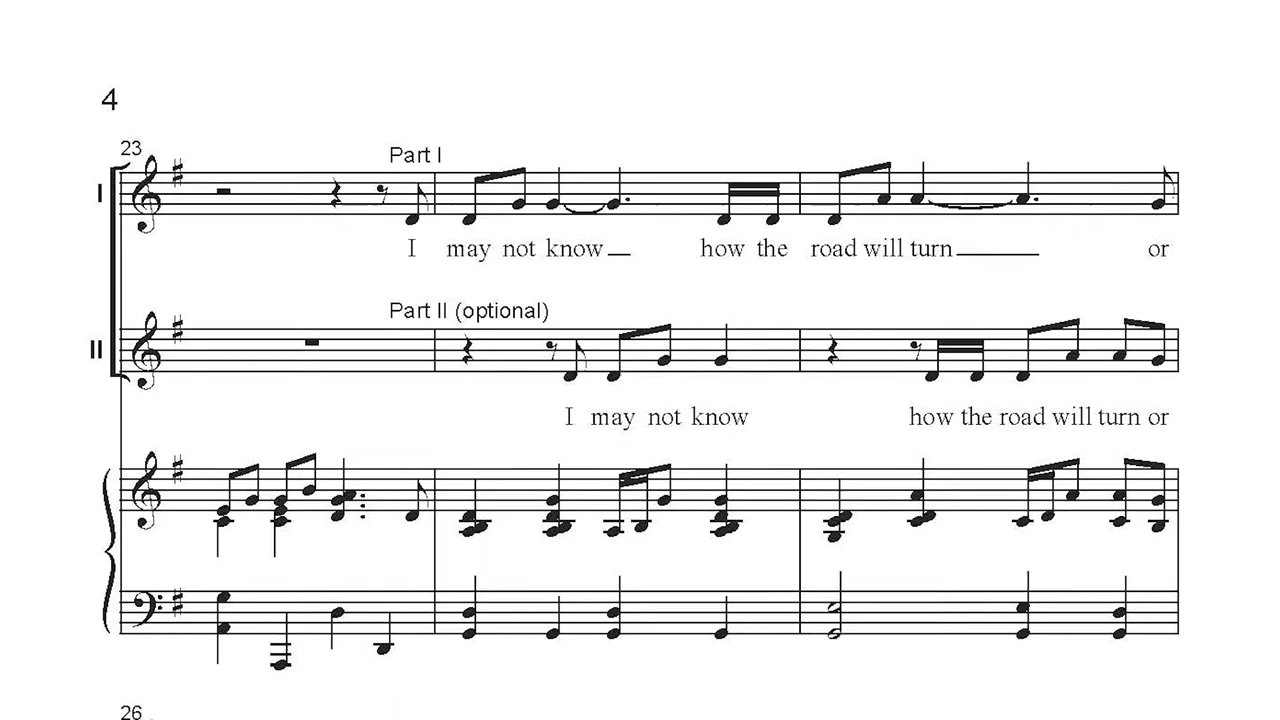 4
23
Part I
I
I may not know how the road will turn or
Part II (optional)
II
I may not know how the road will turn or
26